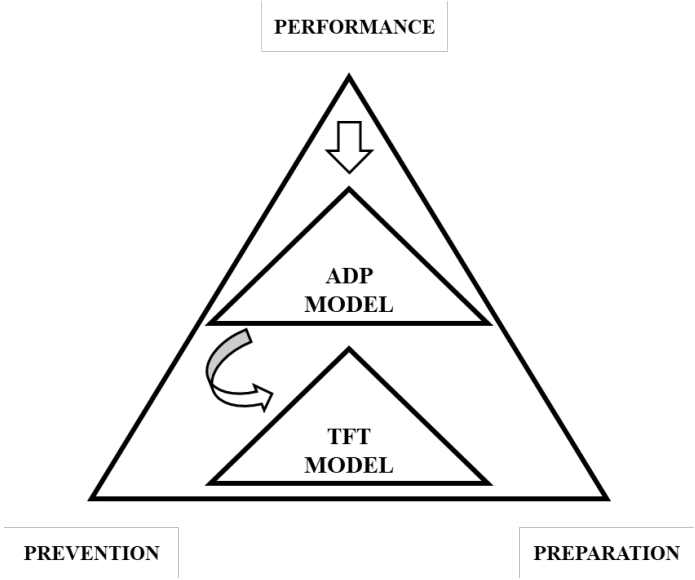 PERFORMANCE
ADP
MODEL
TFT
MODEL
PREVENTION
PREPARATION